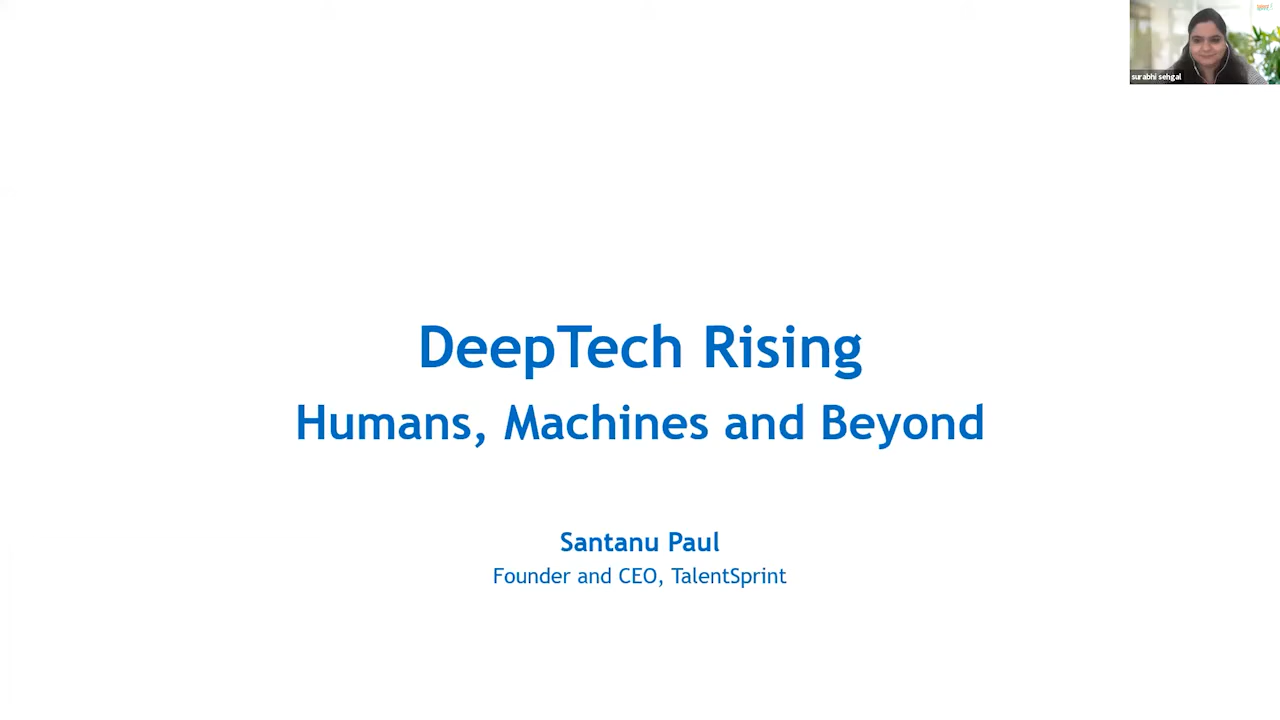 surabhi sehgal
DeepTech Rising
Humans, Machines and Beyond
Santanu Paul
Founder and CEO, TalentSprint